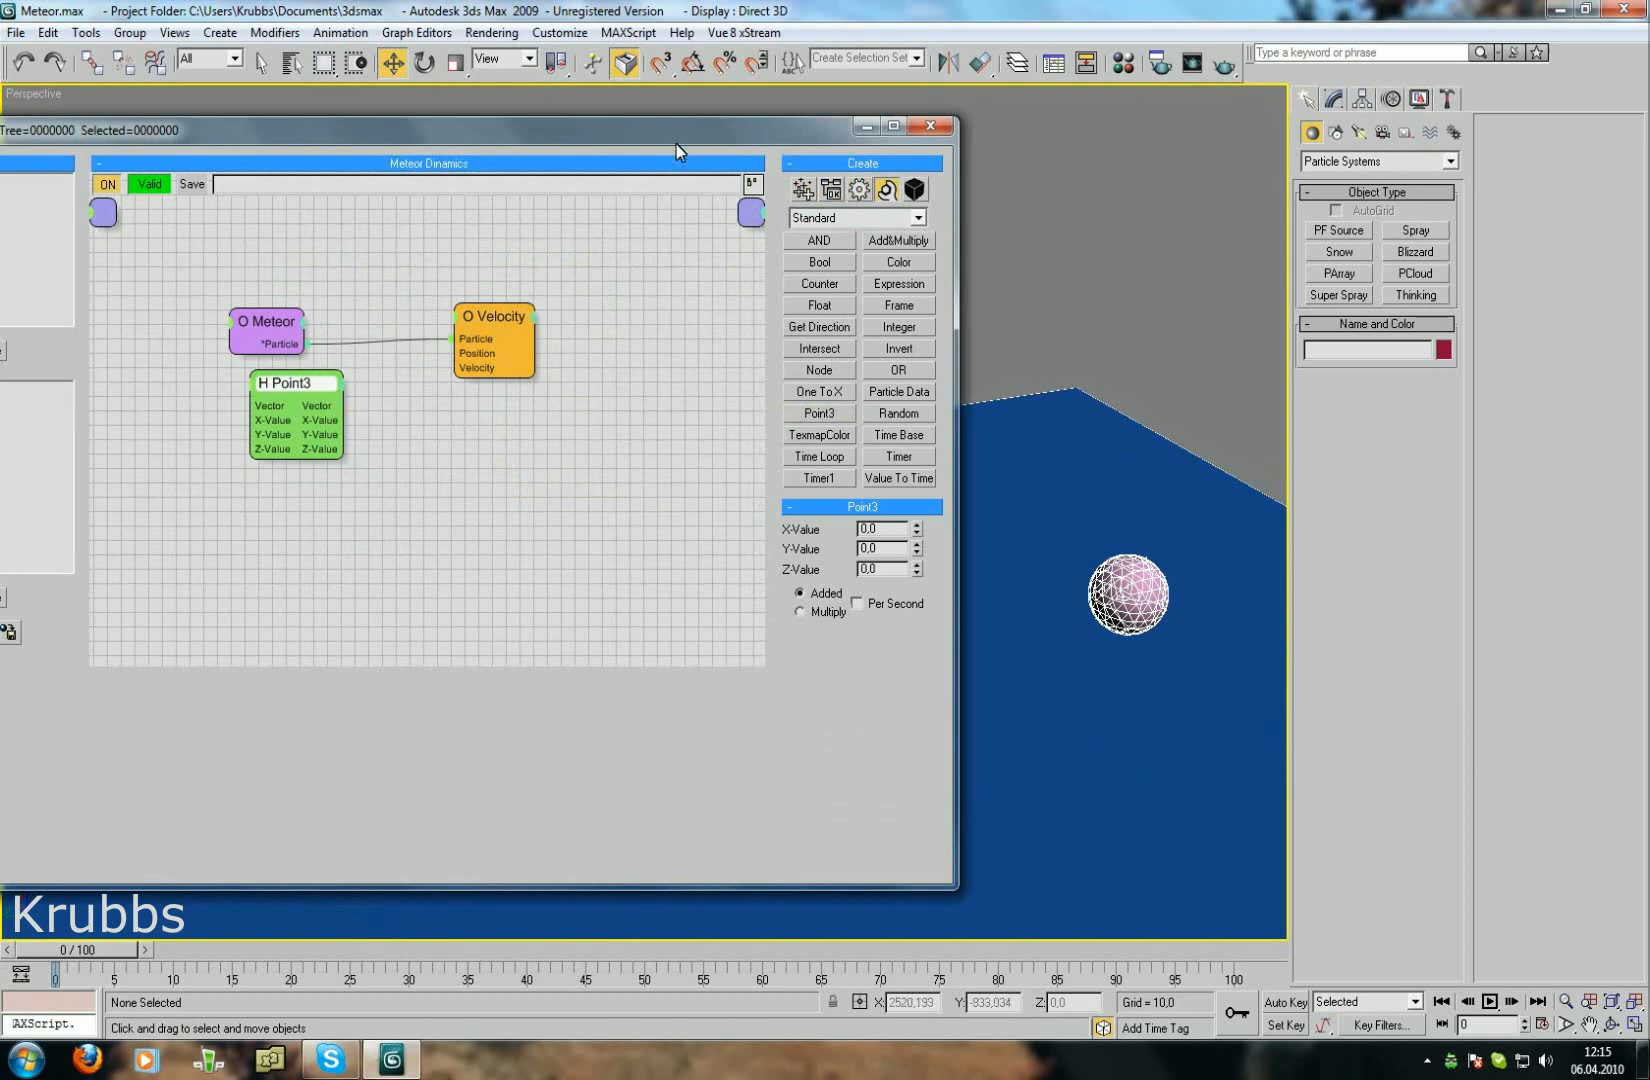 Meteor.max - Project Folder: C:\Users\Krubbs\Documents\3dsmax - Autodesk 3ds Max 2009 - Unregistered Version - Display : Direct 3D
File Edit Tools Group Views Create Modifiers Animation Graph Editors Rendering Customize MAXScript Help Vue 8 xStream
All View 3 ABC Create Selection Set Type a keyword or phrase
Perspective
Tree=0000000 Selected=0000000
- Meteor Dinamics
- Create
ON Valid Save
Standard
Particle Systems
- Object Type
AutoGrid
PF Source Spray
Snow Blizzard
PArray PCloud
Super Spray Thinking
- Name and Color
AND Add&Multiply
Bool Color
Counter Expression
Float Frame
Get Direction Integer
Intersect Invert
Node OR
One To X Particle Data
Point3 Random
TexmapColor Time Base
Time Loop Timer
Timer1 Value To Time
O Meteor
*Particle
O Velocity
Particle
Position
Velocity
H Point3
Vector Vector
X-Value X-Value
Y-Value Y-Value
Z-Value Z-Value
- Point3
X-Value 0,0
Y-Value 0,0
Z-Value 0,0
Added
Multiply
Per Second
Krubbs
< 0 / 100 >
0 5 10 15 20 25 30 35 40 45 50 55 60 65 70 75 80 85 90 95 100
None Selected X: 2520,193 Y: -933,034 Z: 0,0 Grid = 10,0 Auto Key Selected
AXScript. Click and drag to select and move objects Add Time Tag Set Key Key Filters... 0
12:15
06.04.2010